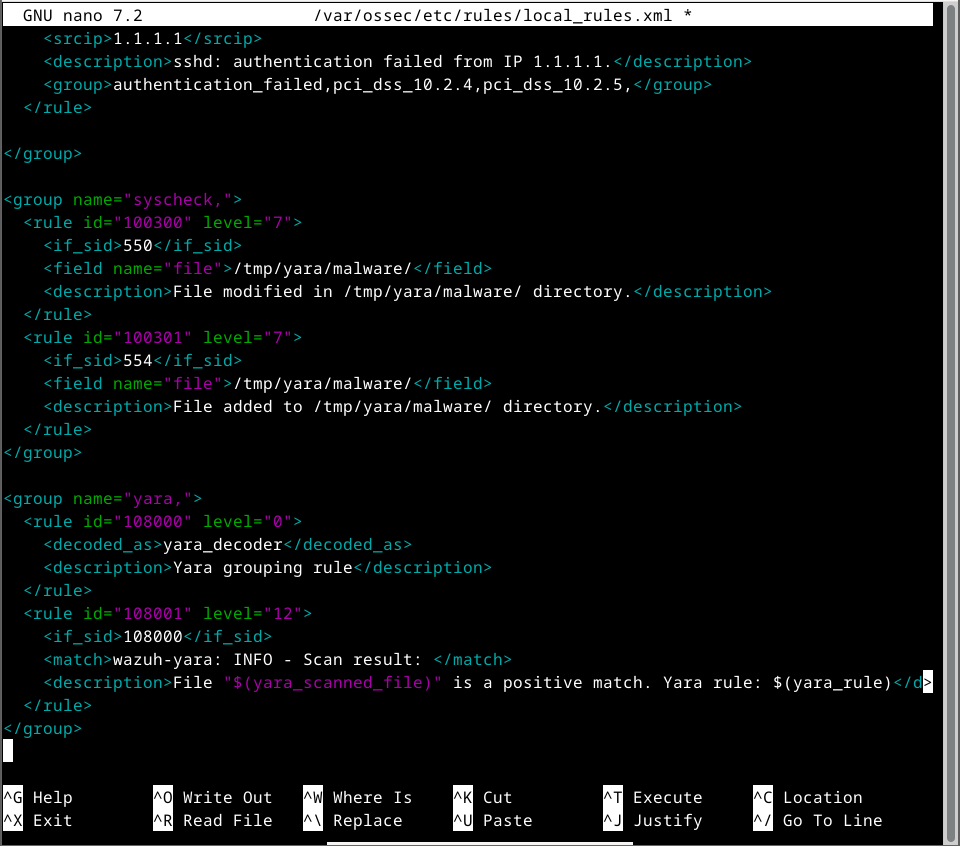 GNU nano 7.2                 /var/ossec/etc/rules/local_rules.xml *
    <srcip>1.1.1.1</srcip>
    <description>sshd: authentication failed from IP 1.1.1.1.</description>
    <group>authentication_failed,pci_dss_10.2.4,pci_dss_10.2.5,</group>
  </rule>

</group>

<group name="syscheck,">
  <rule id="100300" level="7">
    <if_sid>550</if_sid>
    <field name="file">/tmp/yara/malware/</field>
    <description>File modified in /tmp/yara/malware/ directory.</description>
  </rule>
  <rule id="100301" level="7">
    <if_sid>554</if_sid>
    <field name="file">/tmp/yara/malware/</field>
    <description>File added to /tmp/yara/malware/ directory.</description>
  </rule>
</group>

<group name="yara,">
  <rule id="108000" level="0">
    <decoded_as>yara_decoder</decoded_as>
    <description>Yara grouping rule</description>
  </rule>
  <rule id="108001" level="12">
    <if_sid>108000</if_sid>
    <match>wazuh-yara: INFO - Scan result: </match>
    <description>File "$(yara_scanned_file)" is a positive match. Yara rule: $(yara_rule)</d>
  </rule>
</group>

^G Help        ^O Write Out   ^W Where Is    ^K Cut         ^T Execute     ^C Location
^X Exit        ^R Read File   ^\ Replace     ^U Paste       ^J Justify     ^/ Go To Line